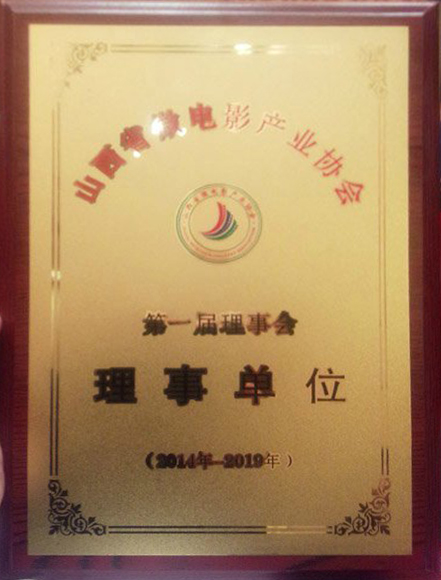 山西省微电影产业协会
第一届理事会
理事单位
（2014年-2019年）